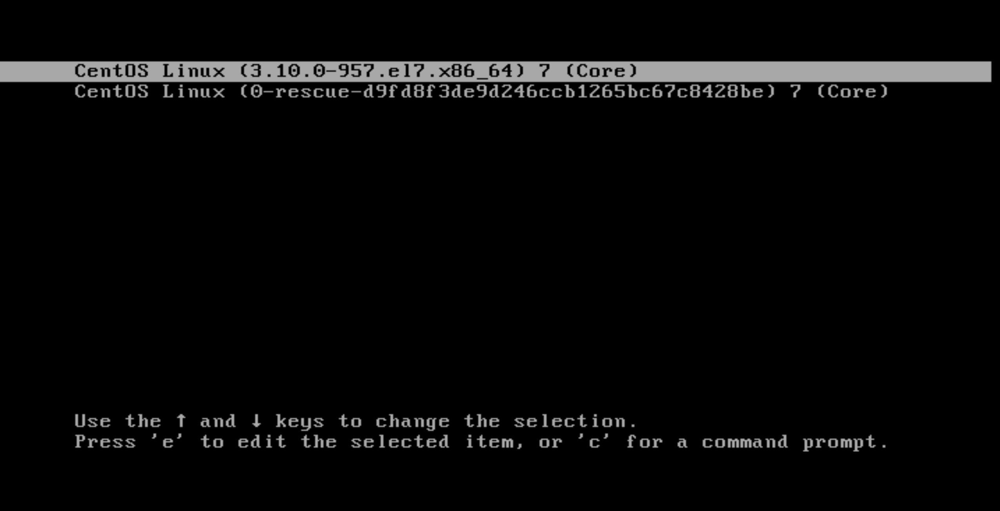 CentOS Linux (3.10.0-957.el7.x86_64) 7 (Core)
CentOS Linux (0-rescue-d9fd8f3de9d246ccb1265bc67c8428be) 7 (Core)
Use the ↑ and ↓ keys to change the selection.
Press 'e' to edit the selected item, or 'c' for a command prompt.